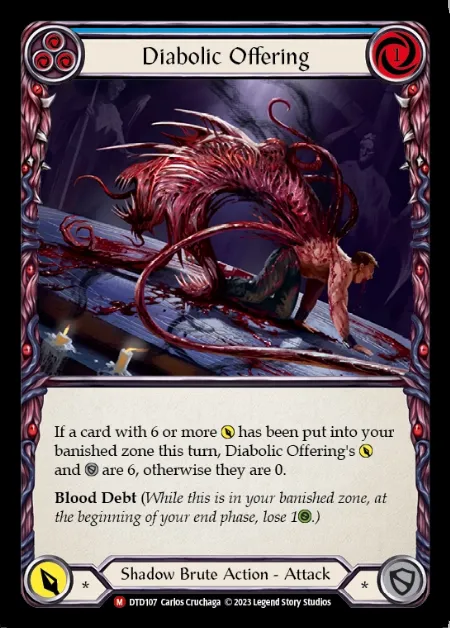 Diabolic Offering
1
If a card with 6 or more has been put into your
banished zone this turn, Diabolic Offering's
and are 6, otherwise they are 0.
Blood Debt (While this is in your banished zone, at
the beginning of your end phase, lose 1 .)
* Shadow Brute Action - Attack *
M DTD107 Carlos Cruchaga © 2023 Legend Story Studios